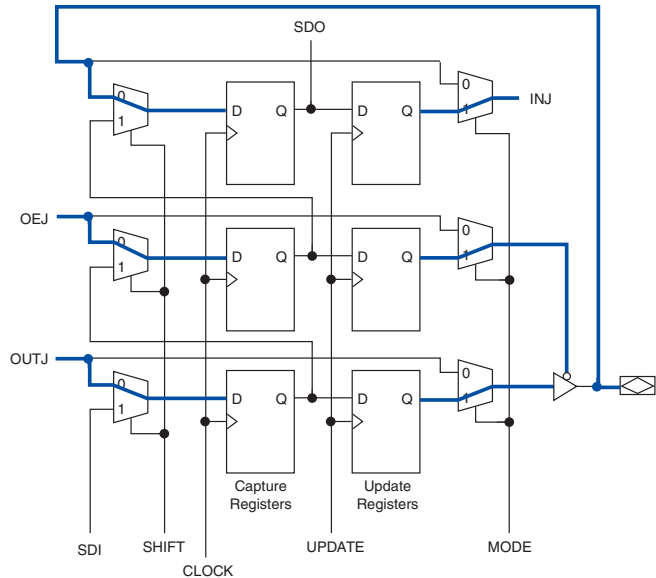 SDO
0
1
D Q
D Q
0
1
INJ
OEJ
0
1
D Q
D Q
0
1
OUTJ
0
1
D Q
D Q
0
1
Capture
Registers
Update
Registers
SDI
SHIFT
CLOCK
UPDATE
MODE